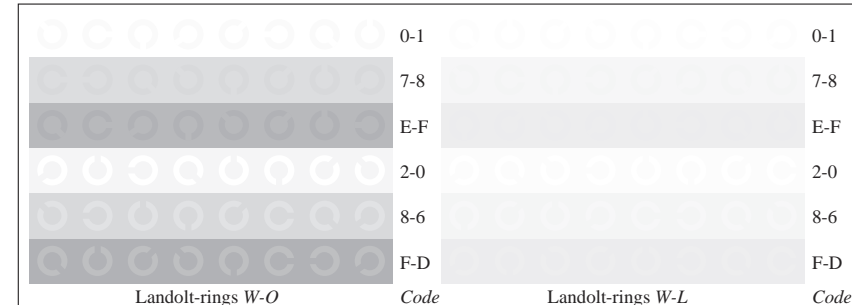 0-1 0-1
7-8 7-8
E-F E-F
2-0 2-0
8-6 8-6
F-D F-D
Landolt-rings W-O Code Landolt-rings W-L Code